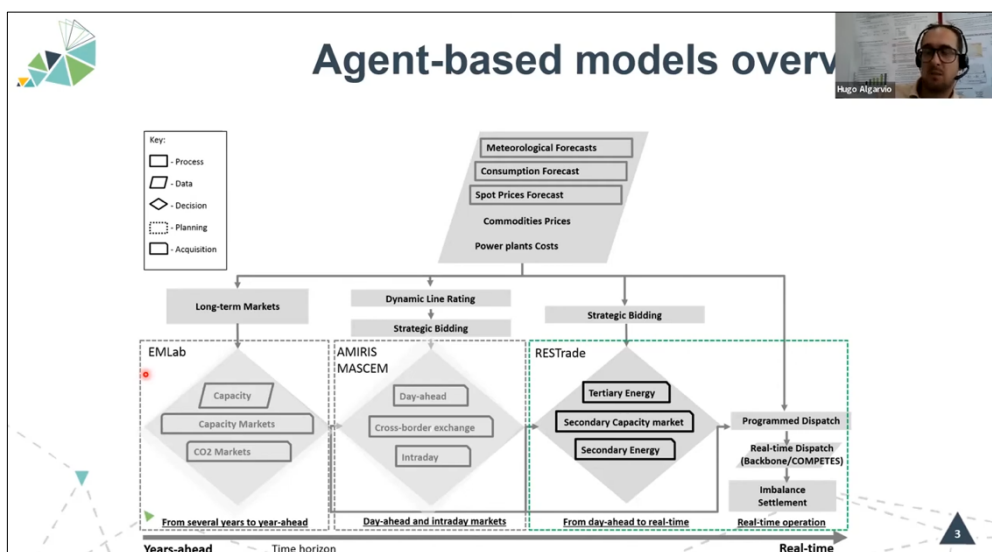 Agent-based models overv
Hugo Algarvio
Key:
- Process
- Data
- Decision
- Planning
- Acquisition
Meteorological Forecasts
Consumption Forecast
Spot Prices Forecast
Commodities Prices
Power plants Costs
Long-term Markets
Dynamic Line Rating
Strategic Bidding
Strategic Bidding
EMLab
Capacity
Capacity Markets
CO2 Markets
From several years to year-ahead
AMIRIS
MASCEM
Day-ahead
Cross-border exchange
Intraday
Day-ahead and intraday markets
RESTrade
Tertiary Energy
Secondary Capacity market
Secondary Energy
From day-ahead to real-time
Programmed Dispatch
Real-time Dispatch
(Backbone/COMPETES)
Imbalance
Settlement
Real-time operation
Years-ahead
Time horizon
Real-time
3